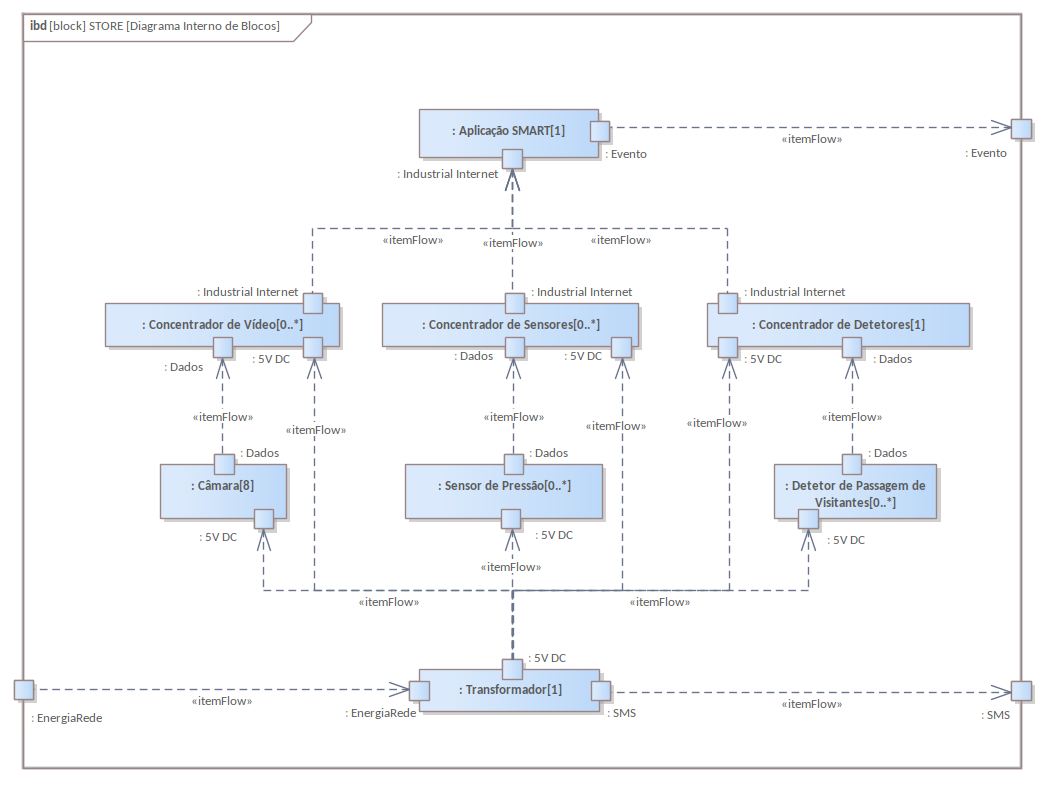 ibd [block] STORE [Diagrama Interno de Blocos]
: Aplicação SMART[1]
: Evento
«itemFlow»
: Evento
: Industrial Internet
«itemFlow»
«itemFlow»
«itemFlow»
: Industrial Internet
: Industrial Internet
: Industrial Internet
: Concentrador de Vídeo[0..*]
: Concentrador de Sensores[0..*]
: Concentrador de Detetores[1]
: Dados
: 5V DC
: Dados
: 5V DC
: 5V DC
: Dados
«itemFlow»
«itemFlow»
«itemFlow»
«itemFlow»
«itemFlow»
«itemFlow»
: Dados
: Dados
: Dados
: Câmara[8]
: Sensor de Pressão[0..*]
: Detetor de Passagem de
Visitantes[0..*]
: 5V DC
: 5V DC
: 5V DC
«itemFlow»
«itemFlow»
«itemFlow»
: 5V DC
: Transformador[1]
«itemFlow»
«itemFlow»
: EnergiaRede
: EnergiaRede
: SMS
: SMS